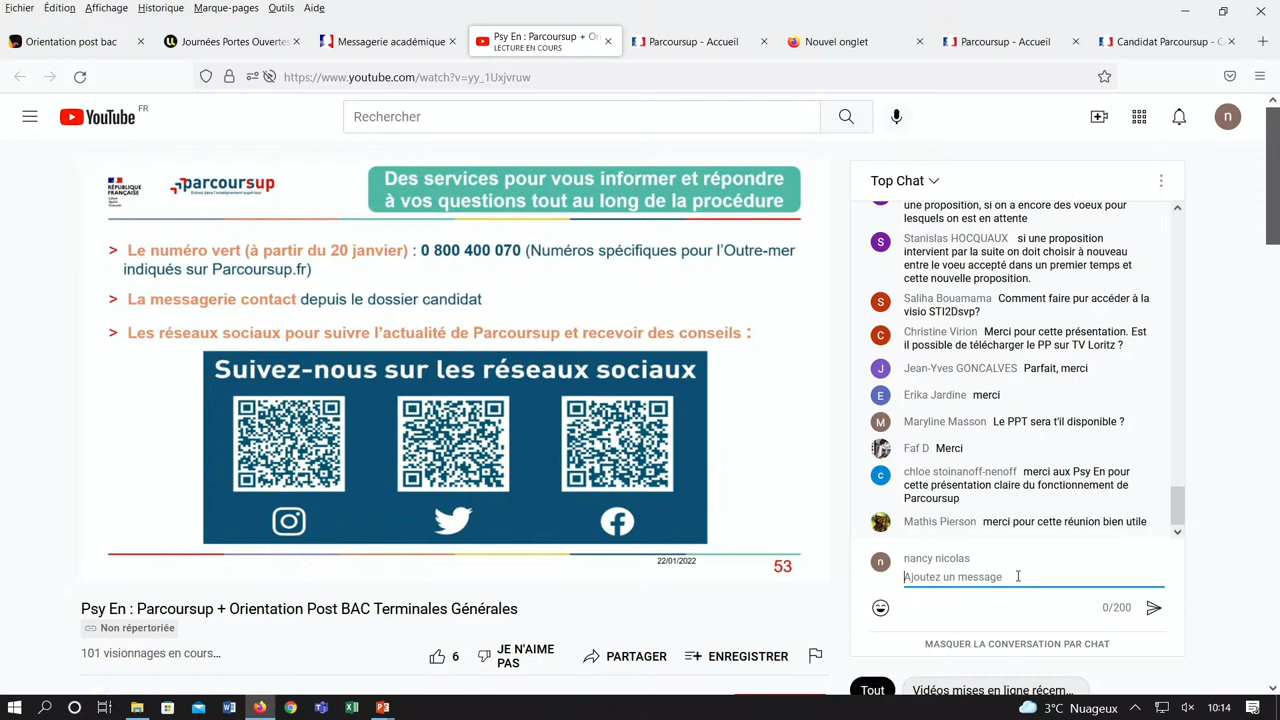 Fichier Édition Affichage Historique Marque-pages Outils Aide
Orientation post bac
Journées Portes Ouvertes
Messagerie académique
Psy En : Parcoursup + Ori
LECTURE EN COURS
Parcoursup - Accueil
Nouvel onglet
Parcoursup - Accueil
Candidat Parcoursup - G
https://www.youtube.com/watch?v=yy_1Uxjvruw
YouTube FR
Rechercher
n
RÉPUBLIQUE
FRANÇAISE
Liberté
Égalité
Fraternité
parcoursup
Entrez dans l'enseignement supérieur
Des services pour vous informer et répondre
à vos questions tout au long de la procédure
> Le numéro vert (à partir du 20 janvier) : 0 800 400 070 (Numéros spécifiques pour l'Outre-mer
indiqués sur Parcoursup.fr)
> La messagerie contact depuis le dossier candidat
> Les réseaux sociaux pour suivre l'actualité de Parcoursup et recevoir des conseils :
Suivez-nous sur les réseaux sociaux
22/01/2022
53
Psy En : Parcoursup + Orientation Post BAC Terminales Générales
Non répertoriée
101 visionnages en cours...
6
JE N'AIME
PAS
PARTAGER
ENREGISTRER
Top Chat
une proposition, si on a encore des voeux pour
lesquels on est en attente
S Stanislas HOCQUAUX si une proposition
intervient par la suite on doit choisir à nouveau
entre le voeu accepté dans un premier temps et
cette nouvelle proposition.
S Saliha Bouamama Comment faire pur accéder à la
visio STI2Dsvp?
C Christine Virion Merci pour cette présentation. Est
il possible de télécharger le PP sur TV Loritz ?
J Jean-Yves GONCALVES Parfait, merci
E Erika Jardine merci
M Maryline Masson Le PPT sera t'il disponible ?
Faf D Merci
c chloe stoinanoff-nenoff merci aux Psy En pour
cette présentation claire du fonctionnement de
Parcoursup
Mathis Pierson merci pour cette réunion bien utile
n nancy nicolas
Ajoutez un message
0/200
MASQUER LA CONVERSATION PAR CHAT
Tout
Vidéos mises en ligne récem...
3°C Nuageux
10:14